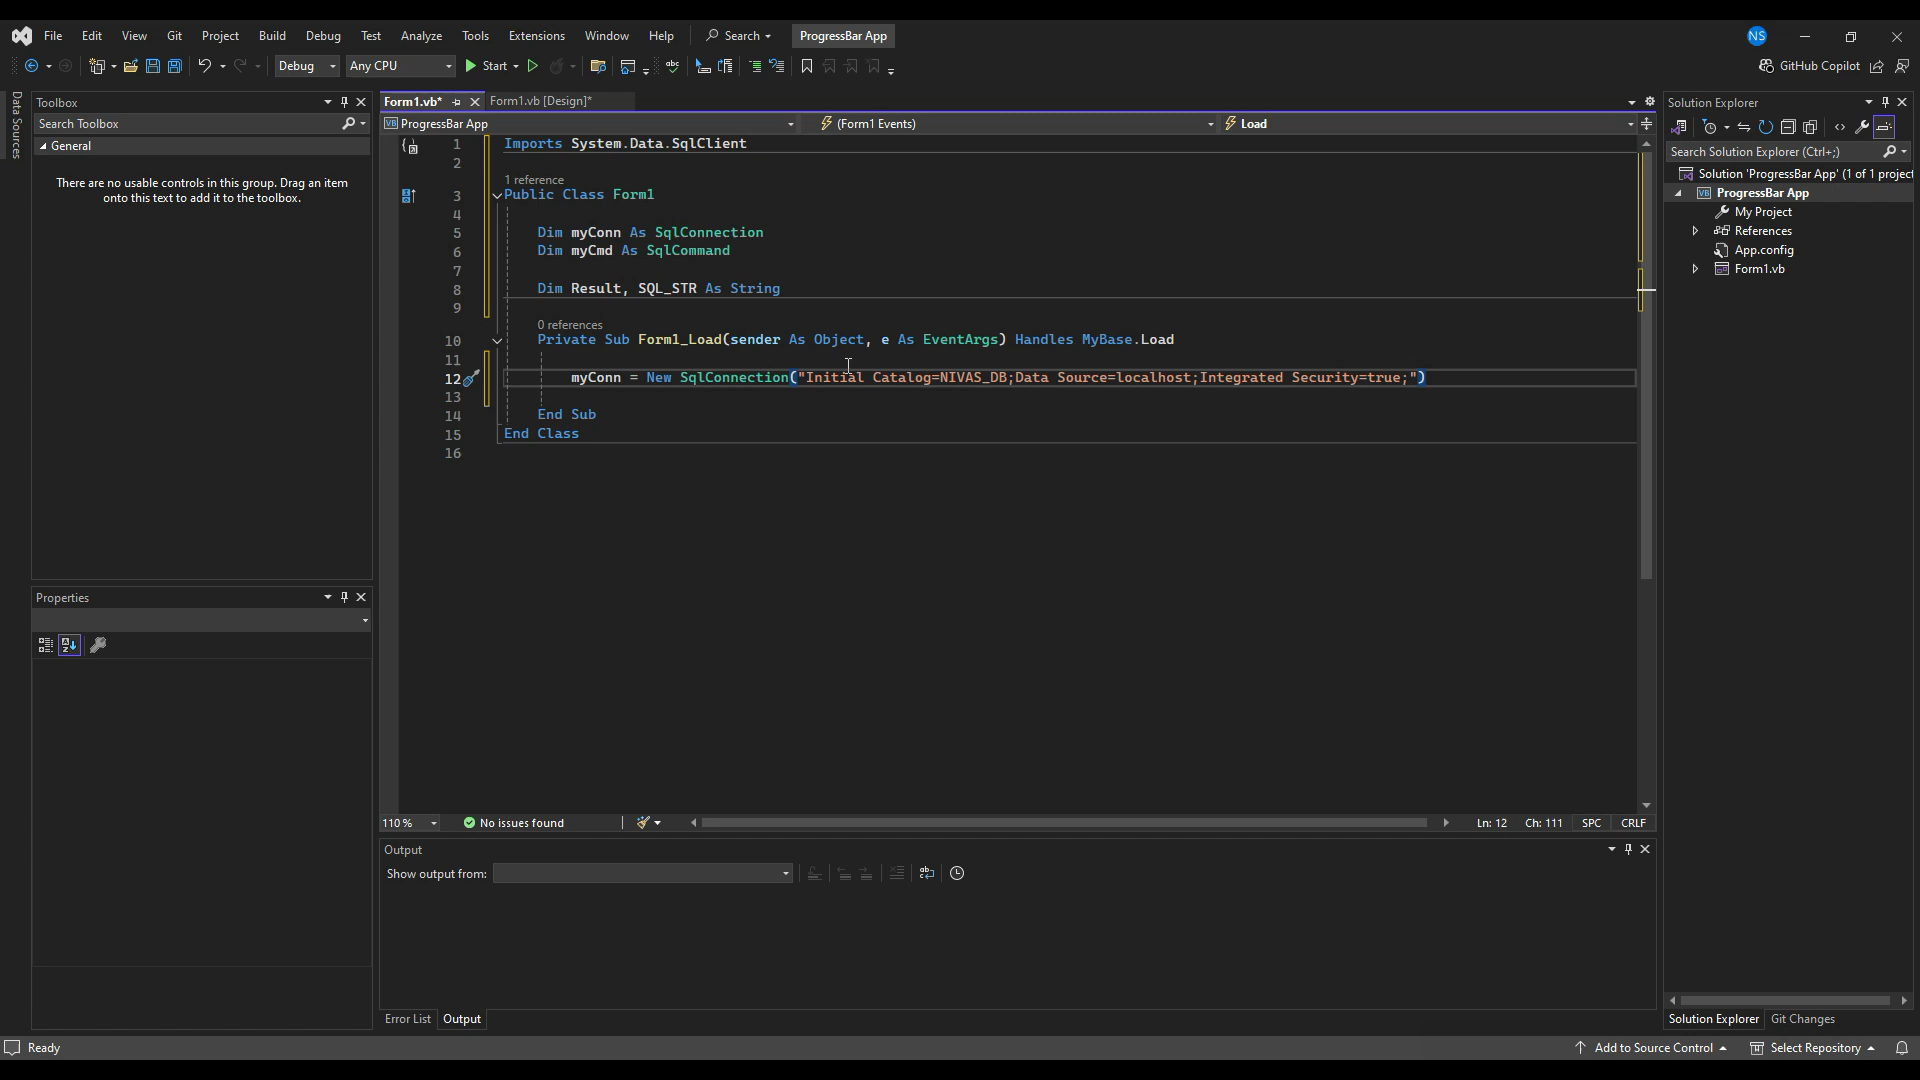 File Edit View Git Project Build Debug Test Analyze Tools Extensions Window Help Search ProgressBar App NS
Debug Any CPU Start GitHub Copilot
Data Sources
Toolbox
Search Toolbox
General
There are no usable controls in this group. Drag an item
onto this text to add it to the toolbox.
Properties
Form1.vb* Form1.vb [Design]*
VB ProgressBar App (Form1 Events) Load
1 Imports System.Data.SqlClient
2
1 reference
3 Public Class Form1
4
5 Dim myConn As SqlConnection
6 Dim myCmd As SqlCommand
7
8 Dim Result, SQL_STR As String
9
0 references
10 Private Sub Form1_Load(sender As Object, e As EventArgs) Handles MyBase.Load
11
12 myConn = New SqlConnection("Initial Catalog=NIVAS_DB;Data Source=localhost;Integrated Security=true;")
13
14 End Sub
15 End Class
16
110 % No issues found Ln: 12 Ch: 111 SPC CRLF
Output
Show output from:
Error List Output
Solution Explorer
Search Solution Explorer (Ctrl+;)
Solution 'ProgressBar App' (1 of 1 project
VB ProgressBar App
My Project
References
App.config
Form1.vb
Solution Explorer Git Changes
Ready Add to Source Control Select Repository